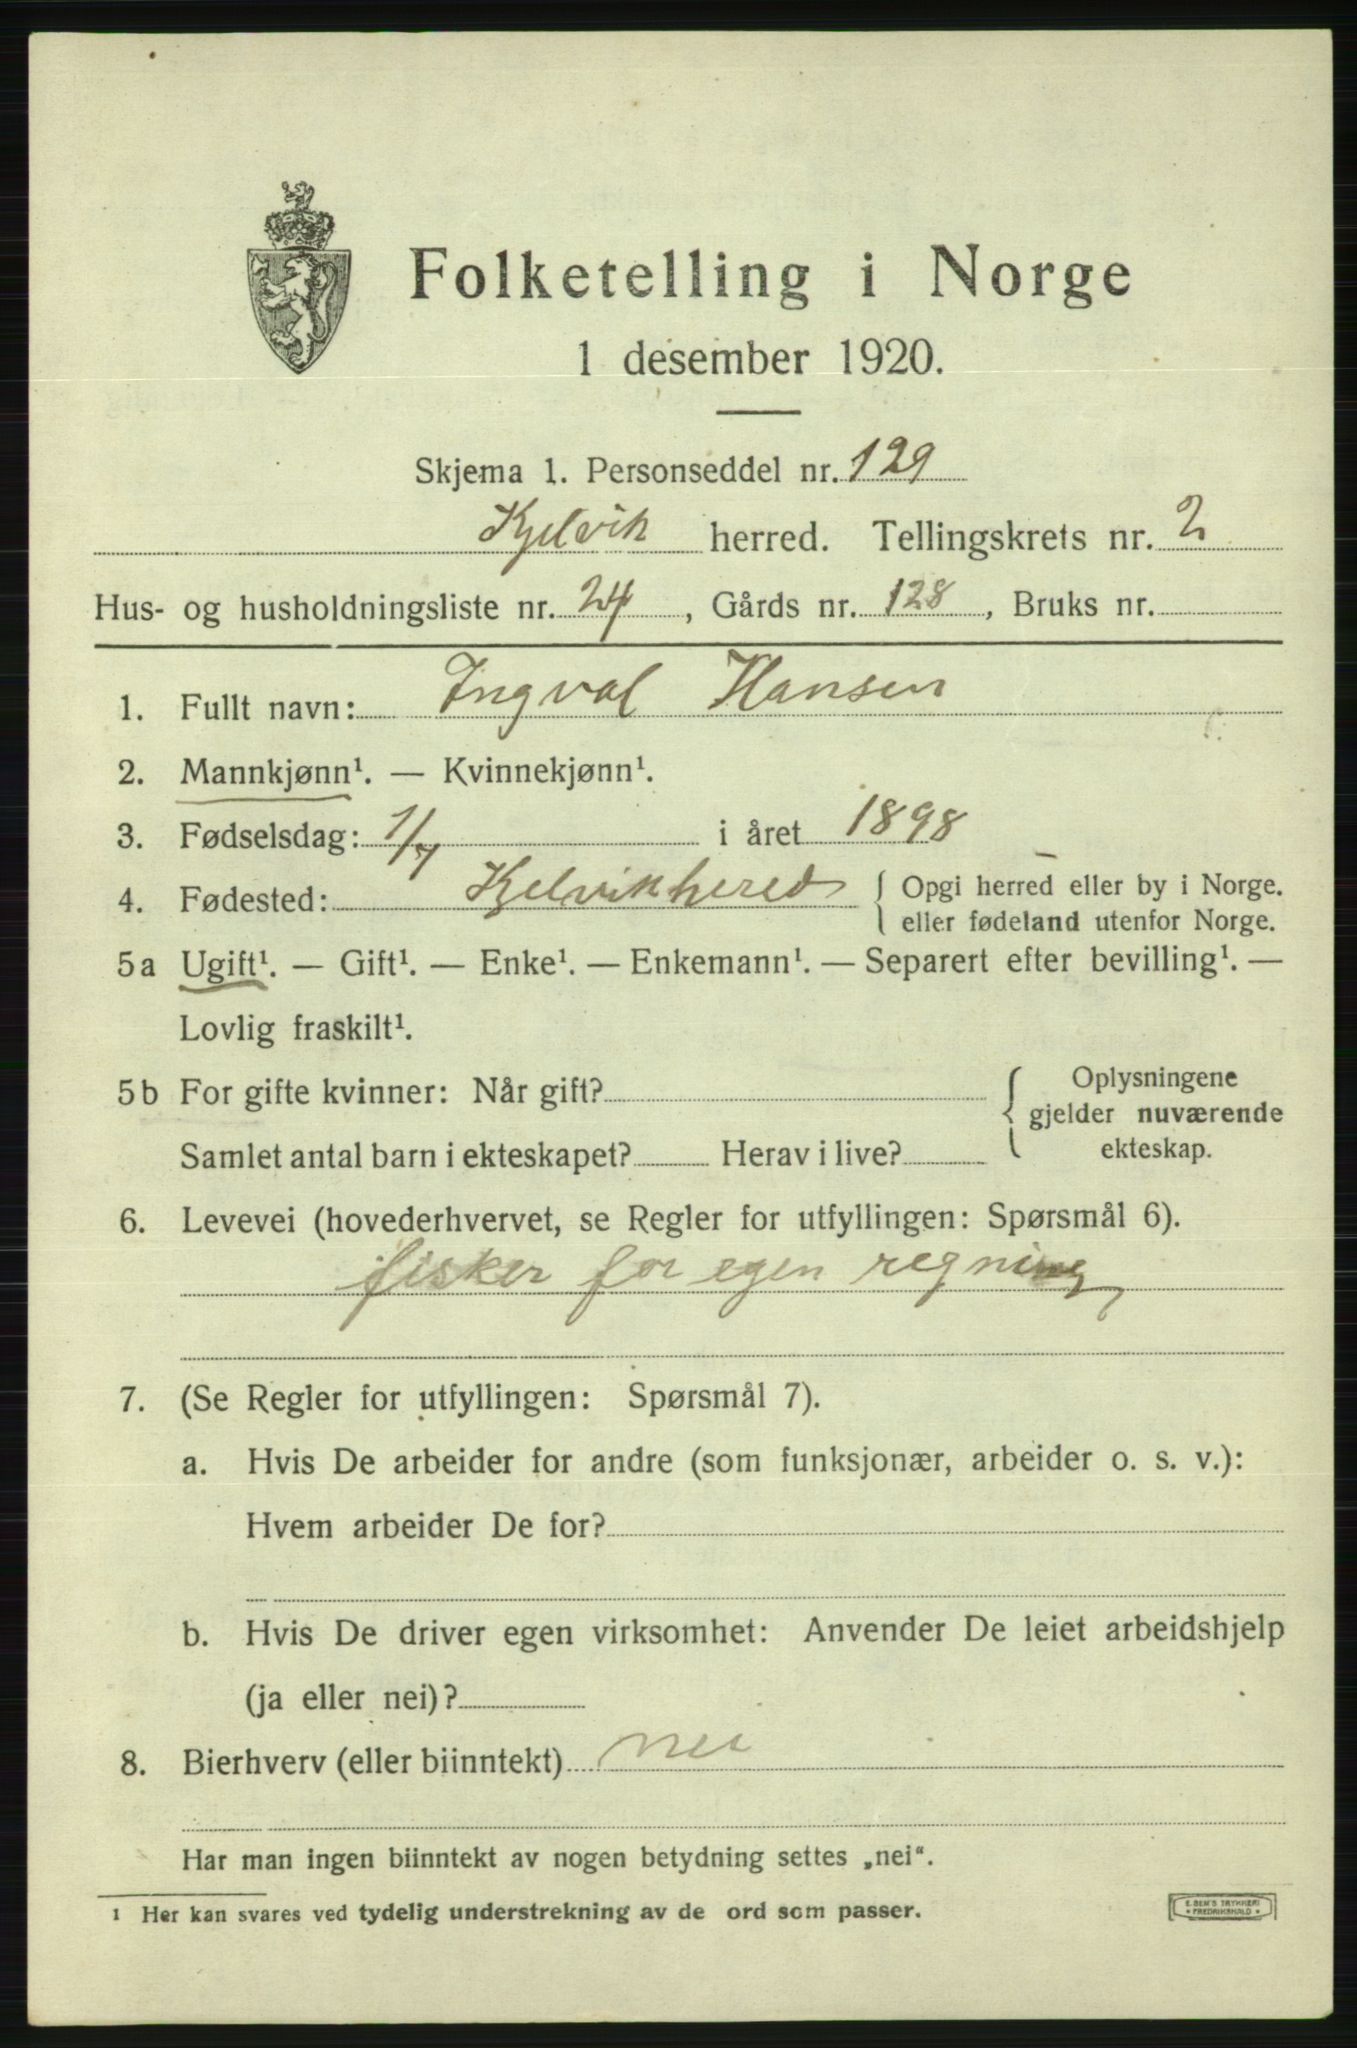 Folketelling i Norge
1 desember 1920.
Skjema 1. Personseddel nr. 129
Kjelvik herred. Tellingskrets nr. 2
Hus- og husholdningsliste nr. 24, Gårds nr. 128, Bruks nr.
1. Fullt navn: Ingval Hansen
2. Mannkjønn¹. — Kvinnekjønn¹.
3. Fødselsdag: 1/7 i året 1898
4. Fødested: Kjelvikhered { Opgi herred eller by i Norge.
eller fødeland utenfor Norge.
5a Ugift¹. — Gift¹. — Enke¹. — Enkemann¹. — Separert efter bevilling¹. —
Lovlig fraskilt¹.
5b For gifte kvinner: Når gift? { Oplysningene
gjelder nuværende
Samlet antal barn i ekteskapet? Herav i live? ekteskap.
6. Levevei (hovederhvervet, se Regler for utfyllingen: Spørsmål 6).
fisker for egen regning
7. (Se Regler for utfyllingen: Spørsmål 7).
a. Hvis De arbeider for andre (som funksjonær, arbeider o. s. v.):
Hvem arbeider De for?
b. Hvis De driver egen virksomhet: Anvender De leiet arbeidshjelp
(ja eller nei)?
8. Bierhverv (eller biinntekt) nei
Har man ingen biinntekt av nogen betydning settes „nei“.
¹ Her kan svares ved tydelig understrekning av de ord som passer.
E. SEM'S TRYKKERI
FREDRIKSHALD